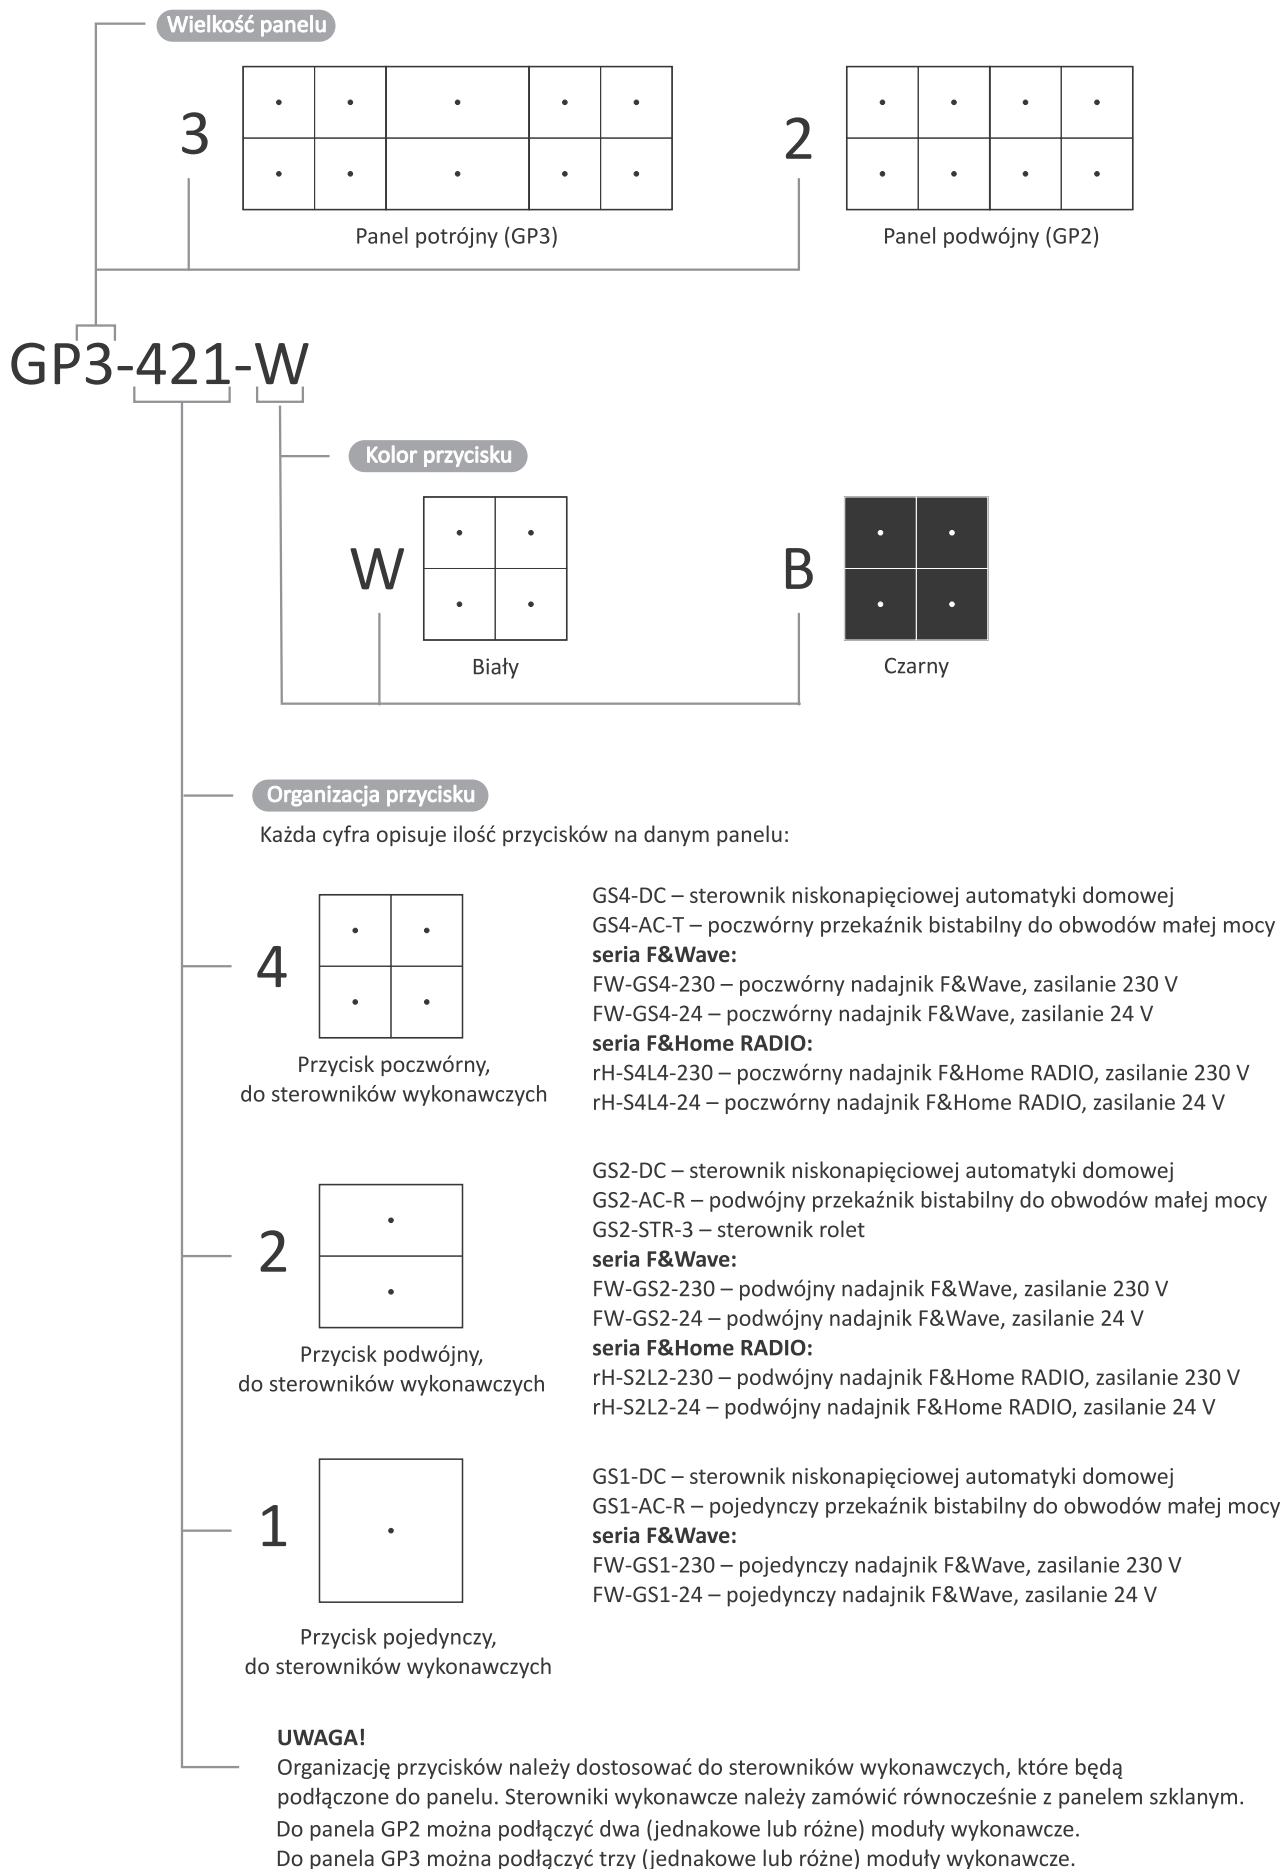 Wielkość panelu
3
2
Panel potrójny (GP3)
Panel podwójny (GP2)
GP3-421-W
Kolor przycisku
W
B
Biały
Czarny
Organizacja przycisku
Każda cyfra opisuje ilość przycisków na danym panelu:
4
Przycisk poczwórny,
do sterowników wykonawczych
GS4-DC – sterownik niskonapięciowej automatyki domowej
GS4-AC-T – poczwórny przekaźnik bistabilny do obwodów małej mocy
seria F&Wave:
FW-GS4-230 – poczwórny nadajnik F&Wave, zasilanie 230 V
FW-GS4-24 – poczwórny nadajnik F&Wave, zasilanie 24 V
seria F&Home RADIO:
rH-S4L4-230 – poczwórny nadajnik F&Home RADIO, zasilanie 230 V
rH-S4L4-24 – poczwórny nadajnik F&Home RADIO, zasilanie 24 V
2
Przycisk podwójny,
do sterowników wykonawczych
GS2-DC – sterownik niskonapięciowej automatyki domowej
GS2-AC-R – podwójny przekaźnik bistabilny do obwodów małej mocy
GS2-STR-3 – sterownik rolet
seria F&Wave:
FW-GS2-230 – podwójny nadajnik F&Wave, zasilanie 230 V
FW-GS2-24 – podwójny nadajnik F&Wave, zasilanie 24 V
seria F&Home RADIO:
rH-S2L2-230 – podwójny nadajnik F&Home RADIO, zasilanie 230 V
rH-S2L2-24 – podwójny nadajnik F&Home RADIO, zasilanie 24 V
1
Przycisk pojedynczy,
do sterowników wykonawczych
GS1-DC – sterownik niskonapięciowej automatyki domowej
GS1-AC-R – pojedynczy przekaźnik bistabilny do obwodów małej mocy
seria F&Wave:
FW-GS1-230 – pojedynczy nadajnik F&Wave, zasilanie 230 V
FW-GS1-24 – pojedynczy nadajnik F&Wave, zasilanie 24 V
UWAGA!
Organizację przycisków należy dostosować do sterowników wykonawczych, które będą
podłączone do panelu. Sterowniki wykonawcze należy zamówić równocześnie z panelem szklanym.
Do panela GP2 można podłączyć dwa (jednakowe lub różne) moduły wykonawcze.
Do panela GP3 można podłączyć trzy (jednakowe lub różne) moduły wykonawcze.